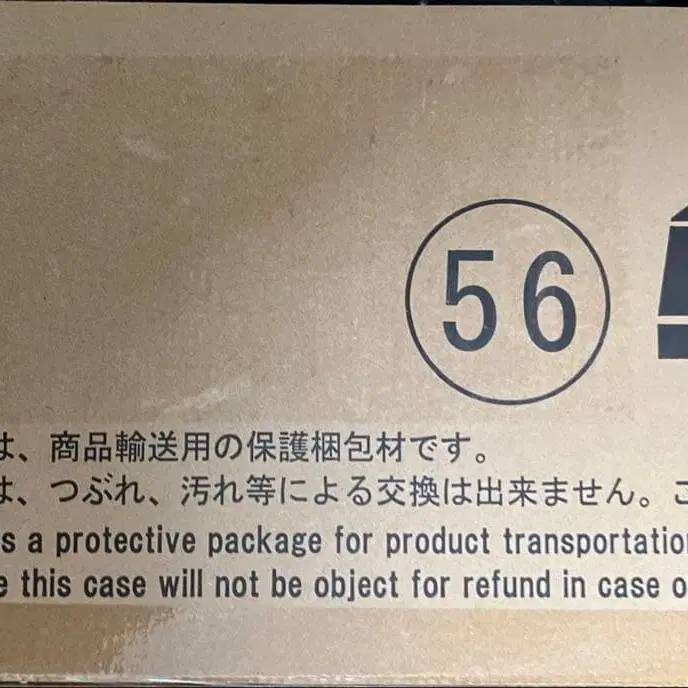 56
は、商品輸送用の保護梱包材です。
は、つぶれ、汚れ等による交換は出来ません。こ
s a protective package for product transportation
e this case will not be object for refund in case o